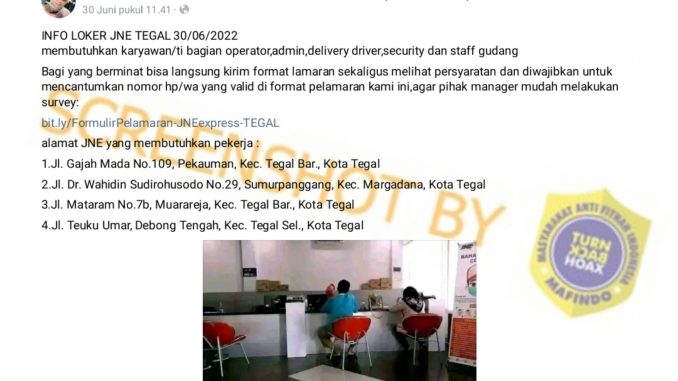 30 Juni pukul 11.41 ·
INFO LOKER JNE TEGAL 30/06/2022
membutuhkan karyawan/ti bagian operator,admin,delivery driver,security dan staff gudang
Bagi yang berminat bisa langsung kirim format lamaran sekaligus melihat persyaratan dan diwajibkan untuk
mencantumkan nomor hp/wa yang valid di format pelamaran kami ini,agar pihak manager mudah melakukan
survey:
bit.ly/FormulirPelamaran-JNEexpress-TEGAL
alamat JNE yang membutuhkan pekerja :
1.Jl. Gajah Mada No.109, Pekauman, Kec. Tegal Bar., Kota Tegal
2.Jl. Dr. Wahidin Sudirohusodo No.29, Sumurpanggang, Kec. Margadana, Kota Tegal
3.Jl. Mataram No.7b, Muarareja, Kec. Tegal Bar., Kota Tegal
4.Jl. Teuku Umar, Debong Tengah, Kec. Tegal Sel., Kota Tegal
SCREENSHOT BY
MASYARAKAT ANTI FITNAH INDONESIA
TURN
BACK
HOAX
MAFINDO